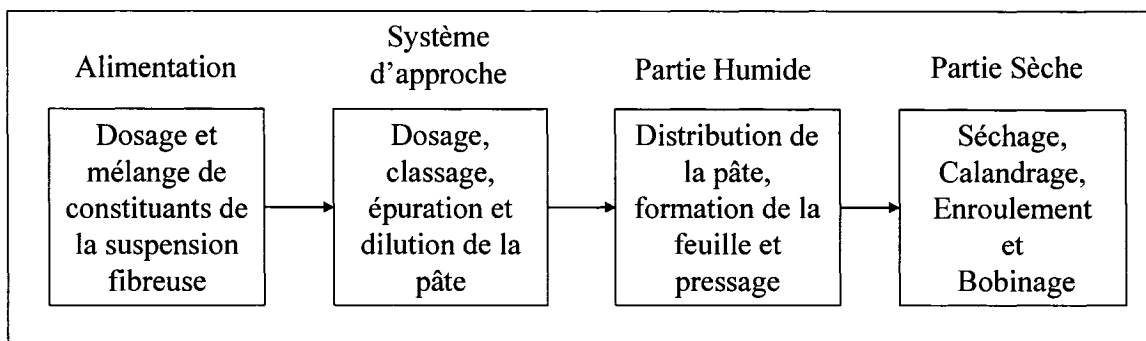 Alimentation
Dosage et
mélange de
constituants de
la suspension
fibreuse
Système
d'approche
Dosage,
classage,
épuration et
dilution de la
pâte
Partie Humide
Distribution de
la pâte,
formation de la
feuille et
pressage
Partie Sèche
Séchage,
Calandrage,
Enroulement
et
Bobinage